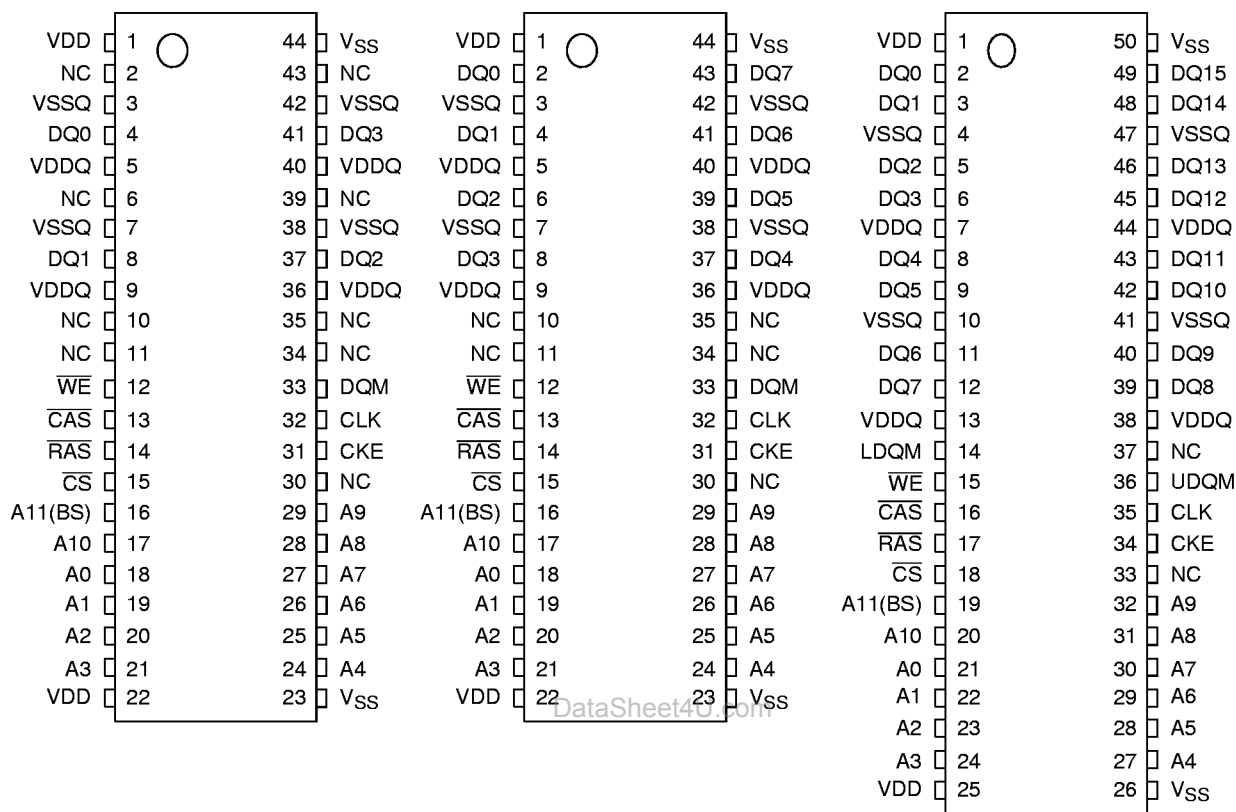 VDD 1 44 VSS VDD 1 44 VSS VDD 1 50 VSS
NC 2 43 NC DQ0 2 43 DQ7 DQ0 2 49 DQ15
VSSQ 3 42 VSSQ VSSQ 3 42 VSSQ DQ1 3 48 DQ14
DQ0 4 41 DQ3 DQ1 4 41 DQ6 VSSQ 4 47 VSSQ
VDDQ 5 40 VDDQ VDDQ 5 40 VDDQ DQ2 5 46 DQ13
NC 6 39 NC DQ2 6 39 DQ5 DQ3 6 45 DQ12
VSSQ 7 38 VSSQ VSSQ 7 38 VSSQ VDDQ 7 44 VDDQ
DQ1 8 37 DQ2 DQ3 8 37 DQ4 DQ4 8 43 DQ11
VDDQ 9 36 VDDQ VDDQ 9 36 VDDQ DQ5 9 42 DQ10
NC 10 35 NC NC 10 35 NC VSSQ 10 41 VSSQ
NC 11 34 NC NC 11 34 NC DQ6 11 40 DQ9
W̅E̅ 12 33 DQM W̅E̅ 12 33 DQM DQ7 12 39 DQ8
C̅A̅S̅ 13 32 CLK C̅A̅S̅ 13 32 CLK VDDQ 13 38 VDDQ
R̅A̅S̅ 14 31 CKE R̅A̅S̅ 14 31 CKE LDQM 14 37 NC
C̅S̅ 15 30 NC C̅S̅ 15 30 NC W̅E̅ 15 36 UDQM
A11(BS) 16 29 A9 A11(BS) 16 29 A9 C̅A̅S̅ 16 35 CLK
A10 17 28 A8 A10 17 28 A8 R̅A̅S̅ 17 34 CKE
A0 18 27 A7 A0 18 27 A7 C̅S̅ 18 33 NC
A1 19 26 A6 A1 19 26 A6 A11(BS) 19 32 A9
A2 20 25 A5 A2 20 25 A5 A10 20 31 A8
A3 21 24 A4 A3 21 24 A4 A0 21 30 A7
VDD 22 23 VSS VDD 22 23 VSS A1 22 29 A6
DataSheet4U.com
A2 23 28 A5
A3 24 27 A4
VDD 25 26 VSS